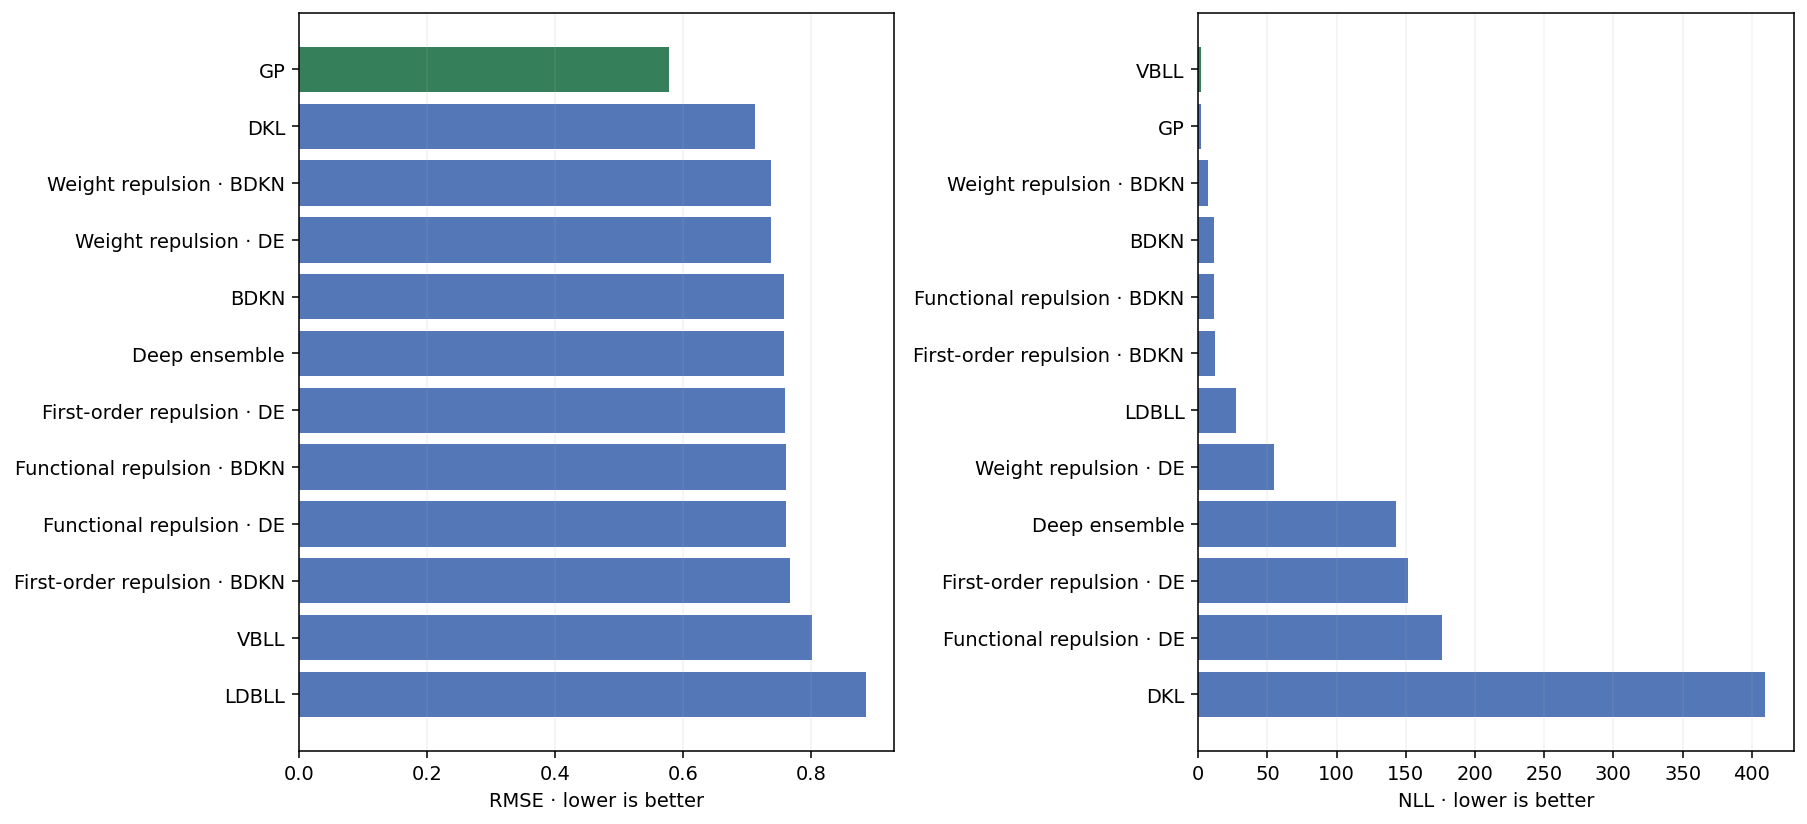 GP
DKL
Weight repulsion · BDKN
Weight repulsion · DE
BDKN
Deep ensemble
First-order repulsion · DE
Functional repulsion · BDKN
Functional repulsion · DE
First-order repulsion · BDKN
VBLL
LDBLL
0.0 0.2 0.4 0.6 0.8
RMSE · lower is better
VBLL
GP
Weight repulsion · BDKN
BDKN
Functional repulsion · BDKN
First-order repulsion · BDKN
LDBLL
Weight repulsion · DE
Deep ensemble
First-order repulsion · DE
Functional repulsion · DE
DKL
0 50 100 150 200 250 300 350 400
NLL · lower is better